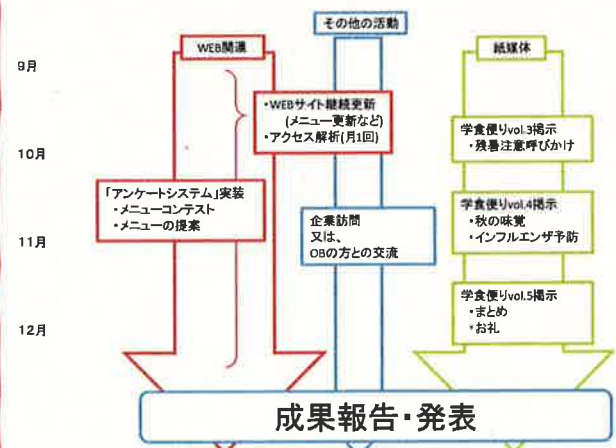 その他の活動
WEB関連
紙媒体
9月
・WEBサイト継続更新
(メニュー更新など)
・アクセス解析(月1回)
学食便りvol.3掲示
・残暑注意呼びかけ
10月
「アンケートシステム」実装
・メニューコンテスト
・メニューの提案
企業訪問
又は、
OBの方との交流
学食便りvol.4掲示
・秋の味覚
・インフルエンザ予防
11月
学食便りvol.5掲示
・まとめ
・お礼
12月
成果報告・発表